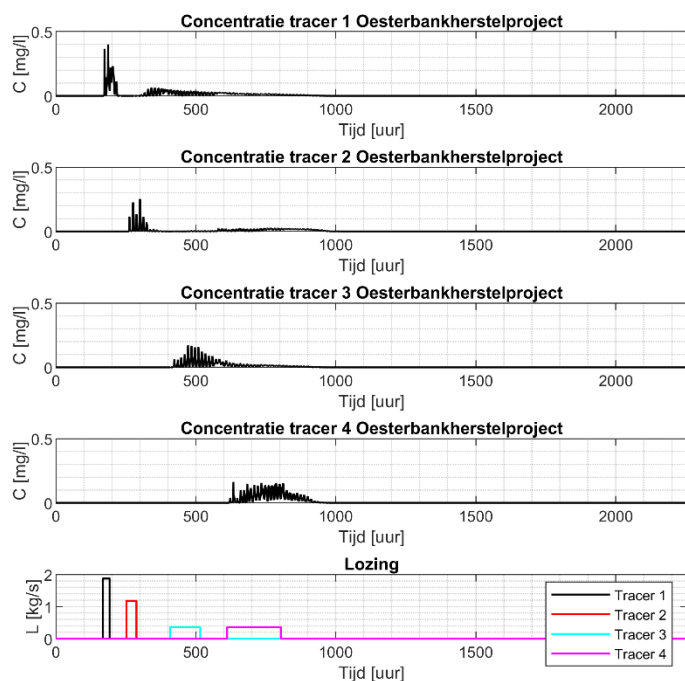 Concentratie tracer 1 Oesterbankherstelproject
C [mg/l]
0.5
0
0 500 1000 1500 2000
Tijd [uur]
Concentratie tracer 2 Oesterbankherstelproject
C [mg/l]
0.5
0
0 500 1000 1500 2000
Tijd [uur]
Concentratie tracer 3 Oesterbankherstelproject
C [mg/l]
0.5
0
0 500 1000 1500 2000
Tijd [uur]
Concentratie tracer 4 Oesterbankherstelproject
C [mg/l]
0.5
0
0 500 1000 1500 2000
Tijd [uur]
Lozing
L [kg/s]
2
1
0
Tracer 1
Tracer 2
Tracer 3
Tracer 4
0 500 1000 1500 2000
Tijd [uur]